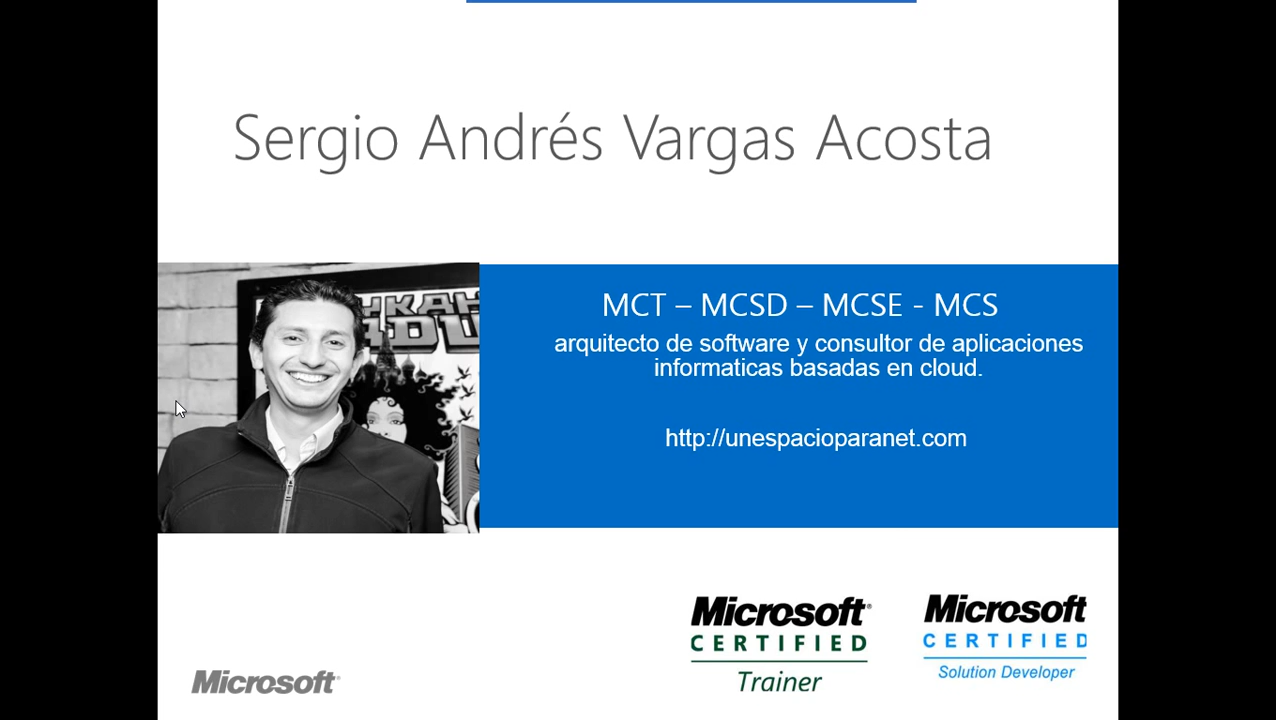 Sergio Andrés Vargas Acosta
MCT – MCSD – MCSE - MCS
arquitecto de software y consultor de aplicaciones
informaticas basadas en cloud.
http://unespacioparanet.com
Microsoft®
CERTIFIED
Trainer
Microsoft
CERTIFIED
Solution Developer
Microsoft®